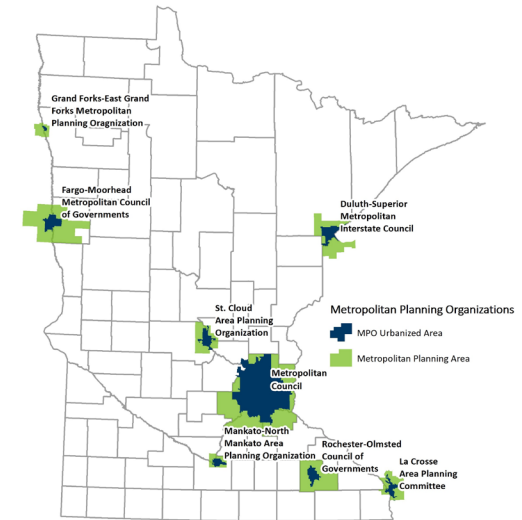 Grand Forks-East Grand
Forks Metropolitan
Planning Oragnization
Fargo-Moorhead
Metropolitan Council
of Governments
Duluth-Superior
Metropolitan
Interstate Council
St. Cloud
Area Planning
Organization
Metropolitan Planning Organizations
MPO Urbanized Area
Metropolitan Planning Area
Metropolitan
Council
Mankato-North
Mankato Area
Planning Organization
Rochester-Olmsted
Council of
Governments
La Crosse
Area Planning
Committee